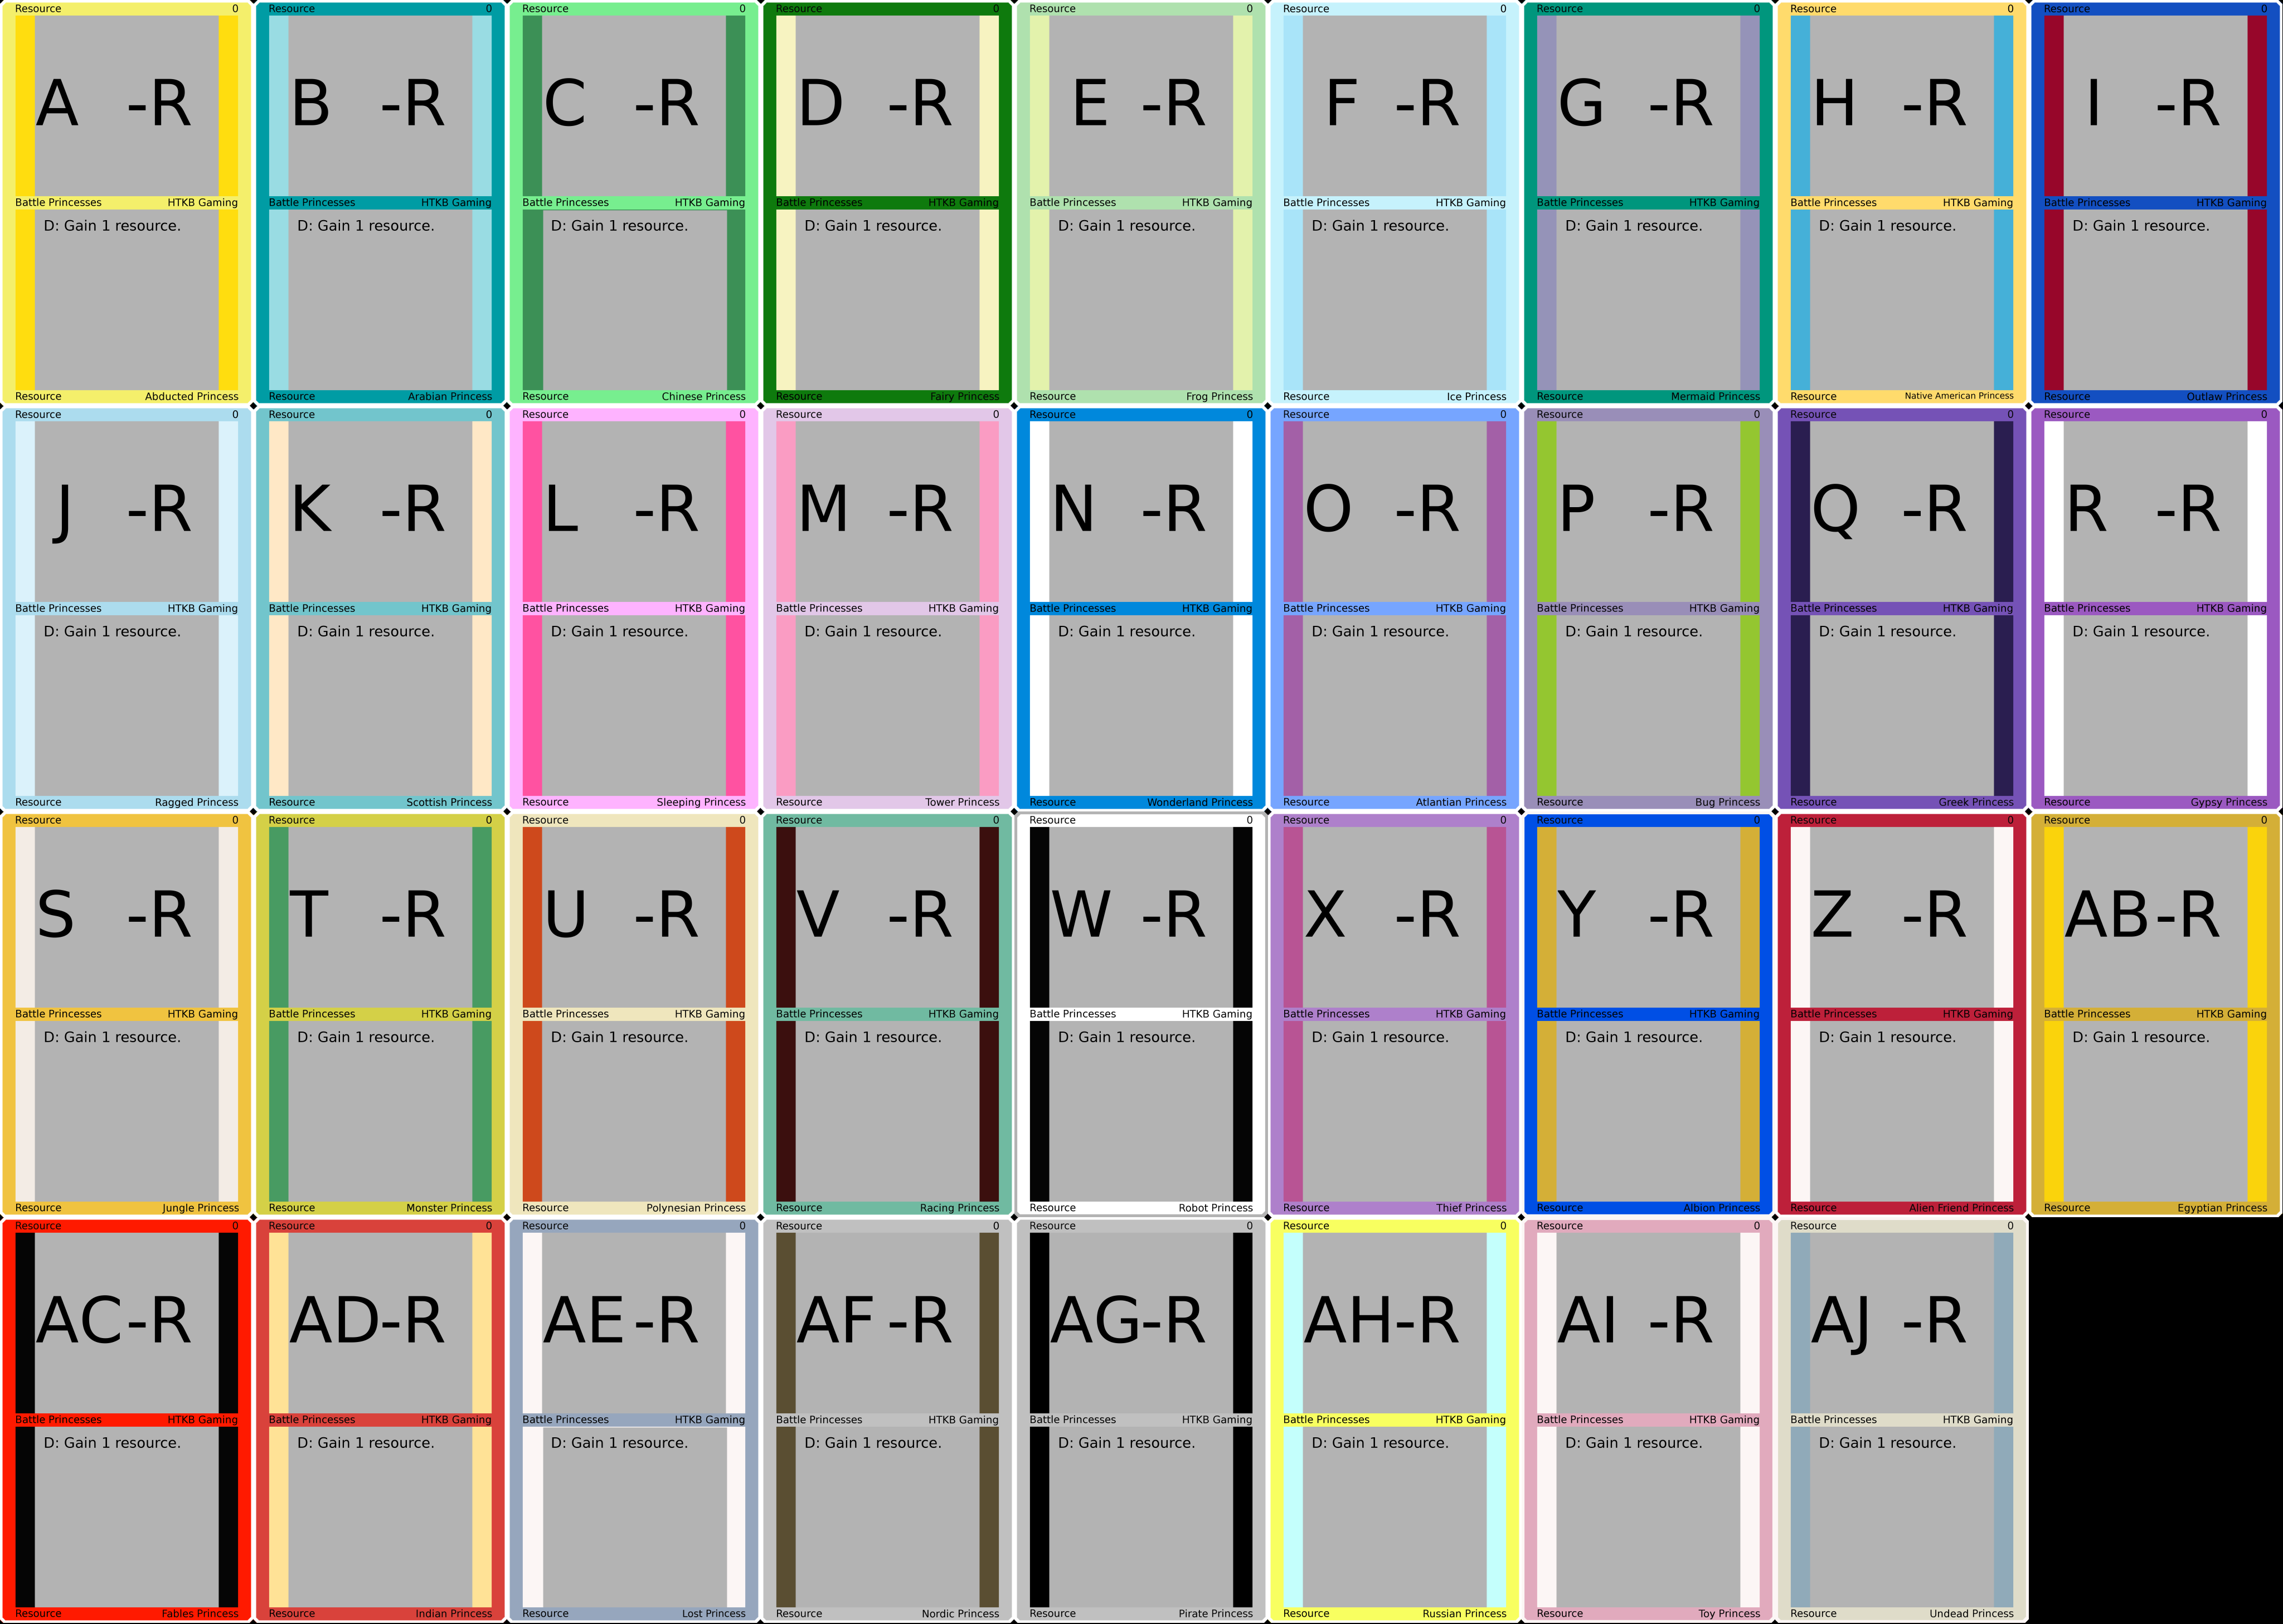 Resource 0
A -R
Battle Princesses HTKB Gaming
D: Gain 1 resource.
Resource Abducted Princess
Resource 0
B -R
Battle Princesses HTKB Gaming
D: Gain 1 resource.
Resource Arabian Princess
Resource 0
C -R
Battle Princesses HTKB Gaming
D: Gain 1 resource.
Resource Chinese Princess
Resource 0
D -R
Battle Princesses HTKB Gaming
D: Gain 1 resource.
Resource Fairy Princess
Resource 0
E -R
Battle Princesses HTKB Gaming
D: Gain 1 resource.
Resource Frog Princess
Resource 0
F -R
Battle Princesses HTKB Gaming
D: Gain 1 resource.
Resource Ice Princess
Resource 0
G -R
Battle Princesses HTKB Gaming
D: Gain 1 resource.
Resource Mermaid Princess
Resource 0
H -R
Battle Princesses HTKB Gaming
D: Gain 1 resource.
Resource Native American Princess
Resource 0
I -R
Battle Princesses HTKB Gaming
D: Gain 1 resource.
Resource Outlaw Princess
Resource 0
J -R
Battle Princesses HTKB Gaming
D: Gain 1 resource.
Resource Ragged Princess
Resource 0
K -R
Battle Princesses HTKB Gaming
D: Gain 1 resource.
Resource Scottish Princess
Resource 0
L -R
Battle Princesses HTKB Gaming
D: Gain 1 resource.
Resource Sleeping Princess
Resource 0
M -R
Battle Princesses HTKB Gaming
D: Gain 1 resource.
Resource Tower Princess
Resource 0
N -R
Battle Princesses HTKB Gaming
D: Gain 1 resource.
Resource Wonderland Princess
Resource 0
O -R
Battle Princesses HTKB Gaming
D: Gain 1 resource.
Resource Atlantian Princess
Resource 0
P -R
Battle Princesses HTKB Gaming
D: Gain 1 resource.
Resource Bug Princess
Resource 0
Q -R
Battle Princesses HTKB Gaming
D: Gain 1 resource.
Resource Greek Princess
Resource 0
R -R
Battle Princesses HTKB Gaming
D: Gain 1 resource.
Resource Gypsy Princess
Resource 0
S -R
Battle Princesses HTKB Gaming
D: Gain 1 resource.
Resource Jungle Princess
Resource 0
T -R
Battle Princesses HTKB Gaming
D: Gain 1 resource.
Resource Monster Princess
Resource 0
U -R
Battle Princesses HTKB Gaming
D: Gain 1 resource.
Resource Polynesian Princess
Resource 0
V -R
Battle Princesses HTKB Gaming
D: Gain 1 resource.
Resource Racing Princess
Resource 0
W -R
Battle Princesses HTKB Gaming
D: Gain 1 resource.
Resource Robot Princess
Resource 0
X -R
Battle Princesses HTKB Gaming
D: Gain 1 resource.
Resource Thief Princess
Resource 0
Y -R
Battle Princesses HTKB Gaming
D: Gain 1 resource.
Resource Albion Princess
Resource 0
Z -R
Battle Princesses HTKB Gaming
D: Gain 1 resource.
Resource Alien Friend Princess
Resource 0
AB-R
Battle Princesses HTKB Gaming
D: Gain 1 resource.
Resource Egyptian Princess
Resource 0
AC-R
Battle Princesses HTKB Gaming
D: Gain 1 resource.
Resource Fables Princess
Resource 0
AD-R
Battle Princesses HTKB Gaming
D: Gain 1 resource.
Resource Indian Princess
Resource 0
AE -R
Battle Princesses HTKB Gaming
D: Gain 1 resource.
Resource Lost Princess
Resource 0
AF -R
Battle Princesses HTKB Gaming
D: Gain 1 resource.
Resource Nordic Princess
Resource 0
AG-R
Battle Princesses HTKB Gaming
D: Gain 1 resource.
Resource Pirate Princess
Resource 0
AH-R
Battle Princesses HTKB Gaming
D: Gain 1 resource.
Resource Russian Princess
Resource 0
AI -R
Battle Princesses HTKB Gaming
D: Gain 1 resource.
Resource Toy Princess
Resource 0
AJ -R
Battle Princesses HTKB Gaming
D: Gain 1 resource.
Resource Undead Princess